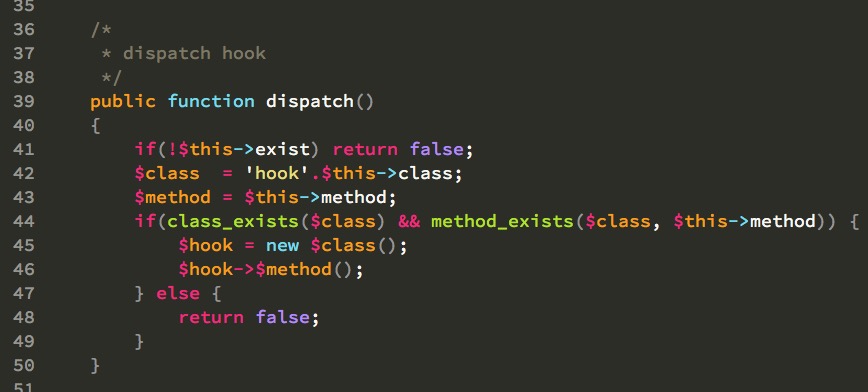 35
36 /*
37  * dispatch hook
38  */
39 public function dispatch()
40 {
41     if(!$this->exist) return false;
42     $class  = 'hook'.$this->class;
43     $method = $this->method;
44     if(class_exists($class) && method_exists($class, $this->method)) {
45         $hook = new $class();
46         $hook->$method();
47     } else {
48         return false;
49     }
50 }
51